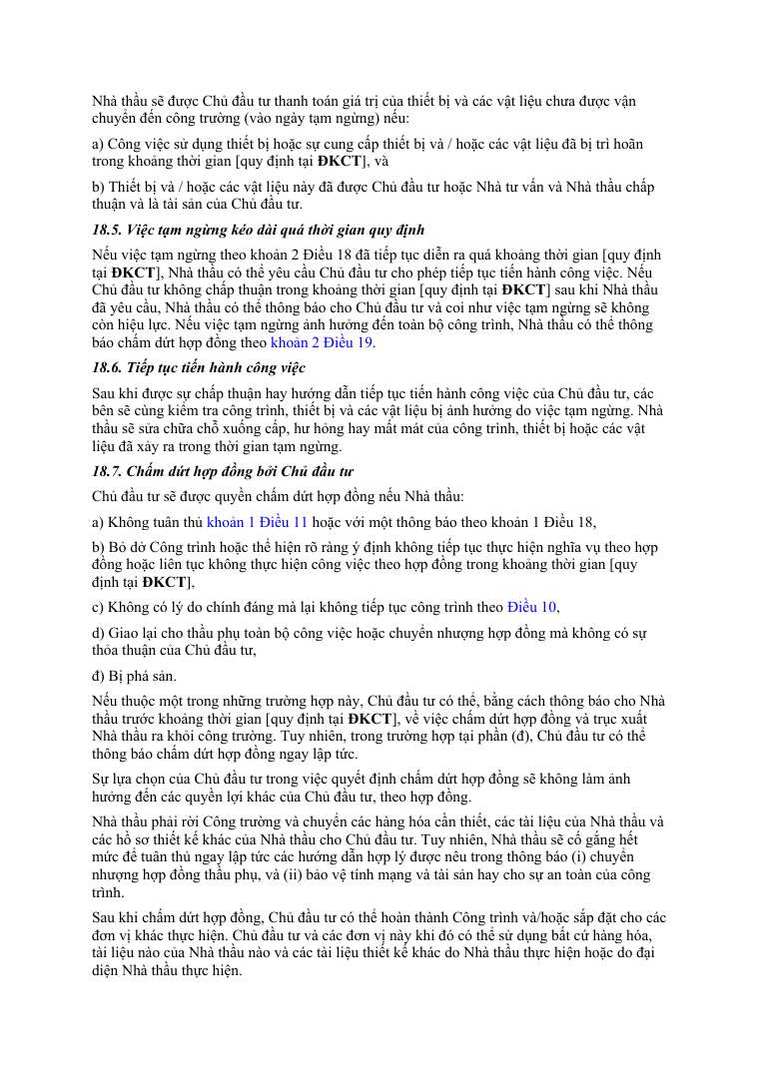 Nhà thầu sẽ được Chủ đầu tư thanh toán giá trị của thiết bị và các vật liệu chưa được vận
chuyển đến công trường (vào ngày tạm ngừng) nếu:
a) Công việc sử dụng thiết bị hoặc sự cung cấp thiết bị và / hoặc các vật liệu đã bị trì hoãn
trong khoảng thời gian [quy định tại ĐKCT], và
b) Thiết bị và / hoặc các vật liệu này đã được Chủ đầu tư hoặc Nhà tư vấn và Nhà thầu chấp
thuận và là tài sản của Chủ đầu tư.
18.5. Việc tạm ngừng kéo dài quá thời gian quy định
Nếu việc tạm ngừng theo khoản 2 Điều 18 đã tiếp tục diễn ra quá khoảng thời gian [quy định
tại ĐKCT], Nhà thầu có thể yêu cầu Chủ đầu tư cho phép tiếp tục tiến hành công việc. Nếu
Chủ đầu tư không chấp thuận trong khoảng thời gian [quy định tại ĐKCT] sau khi Nhà thầu
đã yêu cầu, Nhà thầu có thể thông báo cho Chủ đầu tư và coi như việc tạm ngừng sẽ không
còn hiệu lực. Nếu việc tạm ngừng ảnh hưởng đến toàn bộ công trình, Nhà thầu có thể thông
báo chấm dứt hợp đồng theo khoản 2 Điều 19.
18.6. Tiếp tục tiến hành công việc
Sau khi được sự chấp thuận hay hướng dẫn tiếp tục tiến hành công việc của Chủ đầu tư, các
bên sẽ cùng kiểm tra công trình, thiết bị và các vật liệu bị ảnh hưởng do việc tạm ngừng. Nhà
thầu sẽ sửa chữa chỗ xuống cấp, hư hỏng hay mất mát của công trình, thiết bị hoặc các vật
liệu đã xảy ra trong thời gian tạm ngừng.
18.7. Chấm dứt hợp đồng bởi Chủ đầu tư
Chủ đầu tư sẽ được quyền chấm dứt hợp đồng nếu Nhà thầu:
a) Không tuân thủ khoản 1 Điều 11 hoặc với một thông báo theo khoản 1 Điều 18,
b) Bỏ dở Công trình hoặc thể hiện rõ ràng ý định không tiếp tục thực hiện nghĩa vụ theo hợp
đồng hoặc liên tục không thực hiện công việc theo hợp đồng trong khoảng thời gian [quy
định tại ĐKCT],
c) Không có lý do chính đáng mà lại không tiếp tục công trình theo Điều 10,
d) Giao lại cho thầu phụ toàn bộ công việc hoặc chuyển nhượng hợp đồng mà không có sự
thỏa thuận của Chủ đầu tư,
đ) Bị phá sản.
Nếu thuộc một trong những trường hợp này, Chủ đầu tư có thể, bằng cách thông báo cho Nhà
thầu trước khoảng thời gian [quy định tại ĐKCT], về việc chấm dứt hợp đồng và trục xuất
Nhà thầu ra khỏi công trường. Tuy nhiên, trong trường hợp tại phần (đ), Chủ đầu tư có thể
thông báo chấm dứt hợp đồng ngay lập tức.
Sự lựa chọn của Chủ đầu tư trong việc quyết định chấm dứt hợp đồng sẽ không làm ảnh
hưởng đến các quyền lợi khác của Chủ đầu tư, theo hợp đồng.
Nhà thầu phải rời Công trường và chuyển các hàng hóa cần thiết, các tài liệu của Nhà thầu và
các hồ sơ thiết kế khác của Nhà thầu cho Chủ đầu tư. Tuy nhiên, Nhà thầu sẽ cố gắng hết
mức để tuân thủ ngay lập tức các hướng dẫn hợp lý được nêu trong thông báo (i) chuyển
nhượng hợp đồng thầu phụ, và (ii) bảo vệ tính mạng và tài sản hay cho sự an toàn của công
trình.
Sau khi chấm dứt hợp đồng, Chủ đầu tư có thể hoàn thành Công trình và/hoặc sắp đặt cho các
đơn vị khác thực hiện. Chủ đầu tư và các đơn vị này khi đó có thể sử dụng bất cứ hàng hóa,
tài liệu nào của Nhà thầu nào và các tài liệu thiết kế khác do Nhà thầu thực hiện hoặc do đại
diện Nhà thầu thực hiện.